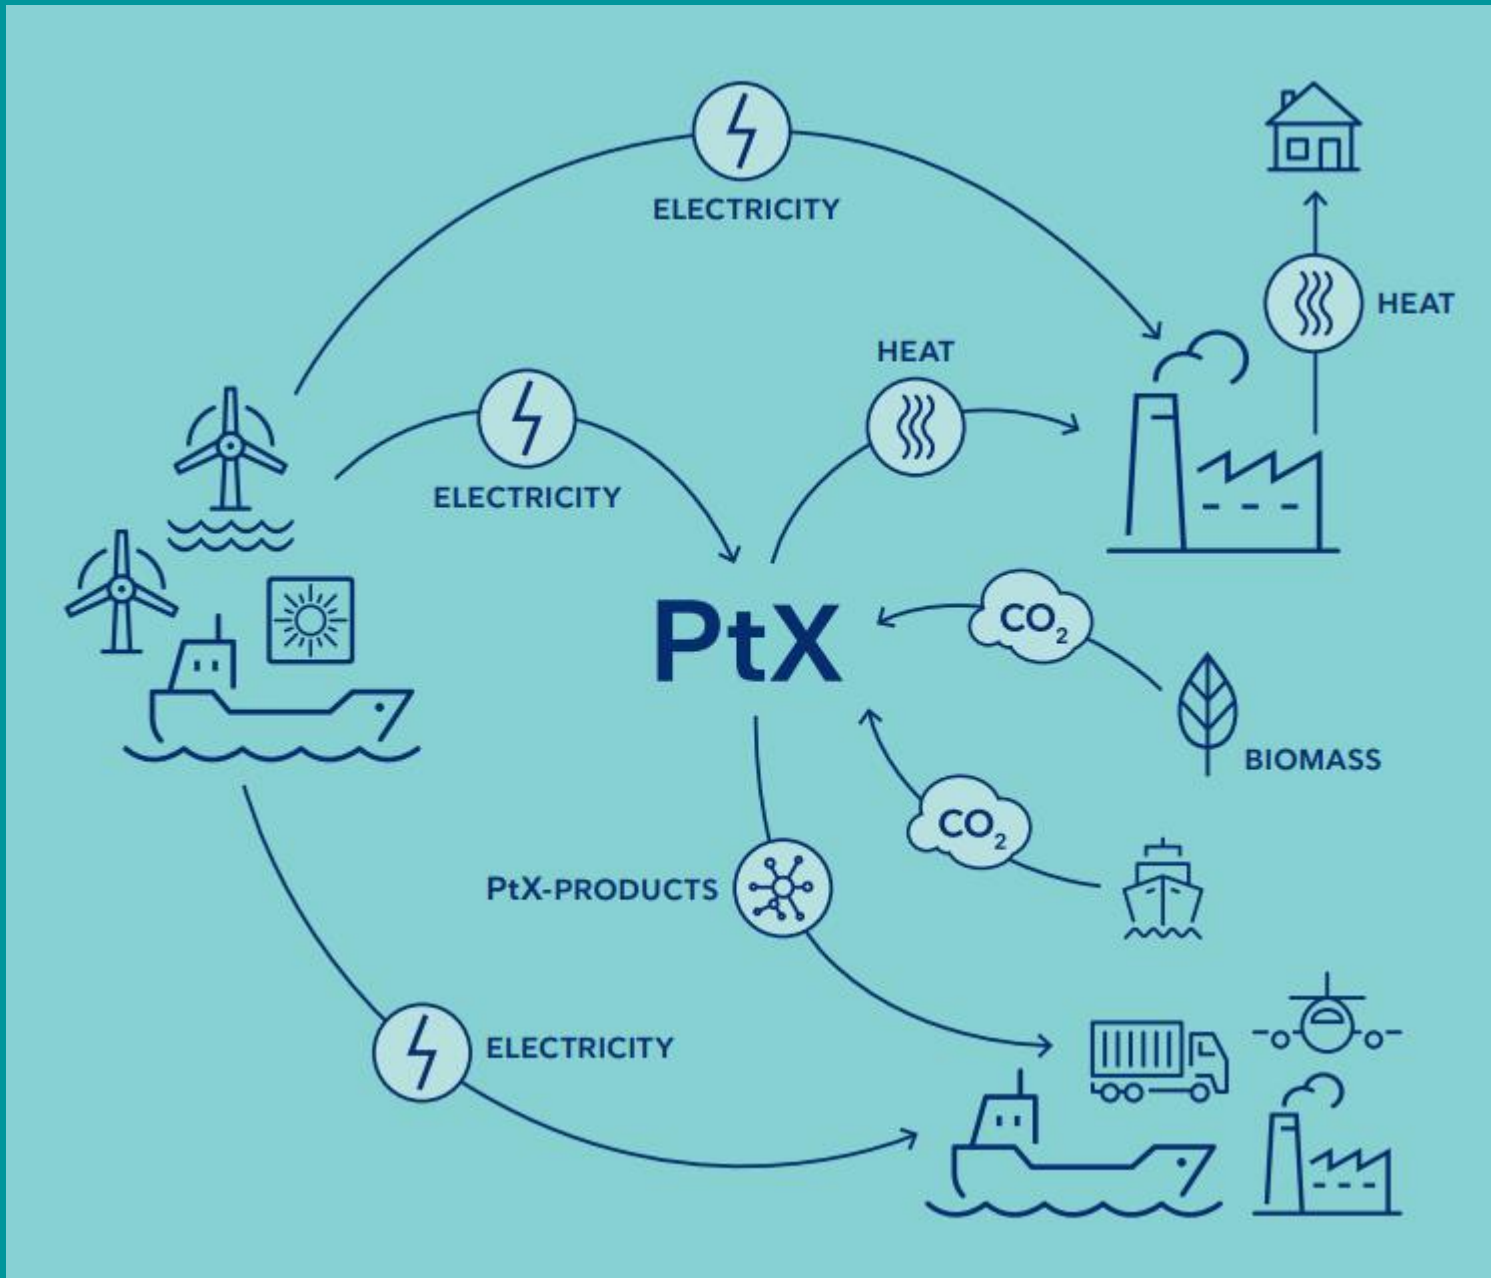 ELECTRICITY
HEAT
HEAT
ELECTRICITY
PtX
CO₂
BIOMASS
CO₂
PtX-PRODUCTS
ELECTRICITY